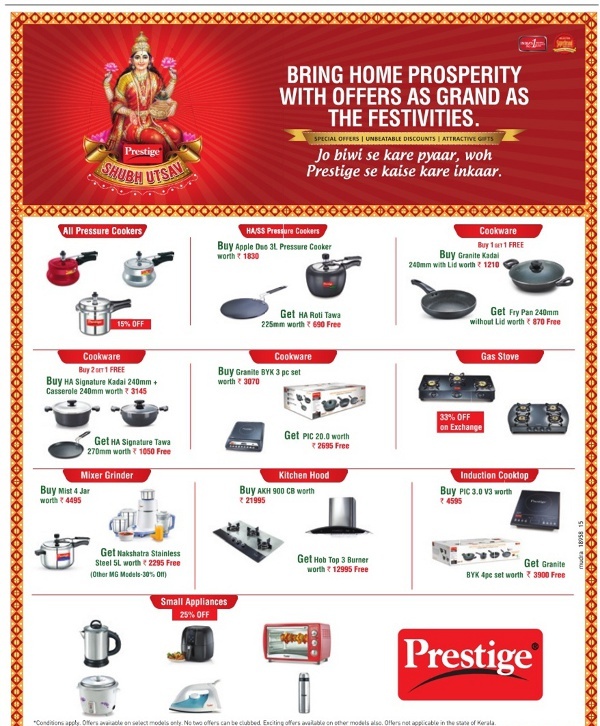 BRING HOME PROSPERITY
WITH OFFERS AS GRAND AS
THE FESTIVITIES.
SPECIAL OFFERS | UNBEATABLE DISCOUNTS | ATTRACTIVE GIFTS
Jo biwi se kare pyaar, woh
Prestige se kaise kare inkaar.
Prestige
SHUBH UTSAV
All Pressure Cookers
Prestige
15% OFF
HA/SS Pressure Cookers
Buy Apple Duo 3L Pressure Cooker
worth ₹ 1830
Get HA Roti Tawa
225mm worth ₹ 690 Free
Cookware
Buy 1 GET 1 FREE
Buy Granite Kadai
240mm with Lid worth ₹ 1210
Get Fry Pan 240mm
without Lid worth ₹ 870 Free
Cookware
Buy 2 GET 1 FREE
Buy HA Signature Kadai 240mm +
Casserole 240mm worth ₹ 3145
Get HA Signature Tawa
270mm worth ₹ 1050 Free
Cookware
Buy Granite BYK 3 pc set
worth ₹ 3070
Get PIC 20.0 worth
₹ 2695 Free
Gas Stove
33% OFF
on Exchange
Mixer Grinder
Buy Mist 4 Jar
worth ₹ 4495
Get Nakshatra Stainless
Steel 5L worth ₹ 2295 Free
(Other MG Models-30% Off)
Kitchen Hood
Buy AKH 900 CB worth
₹ 21995
Get Hob Top 3 Burner
worth ₹ 12995 Free
Induction Cooktop
Buy PIC 3.0 V3 worth
₹ 4595
Prestige
Get Granite
BYK 4pc set worth ₹ 3900 Free
mudra 18958 15
Small Appliances
25% OFF
Prestige®
*Conditions apply. Offers available on select models only. No two offers can be clubbed. Exciting offers available on other models also. Offers not applicable in the state of Kerala.